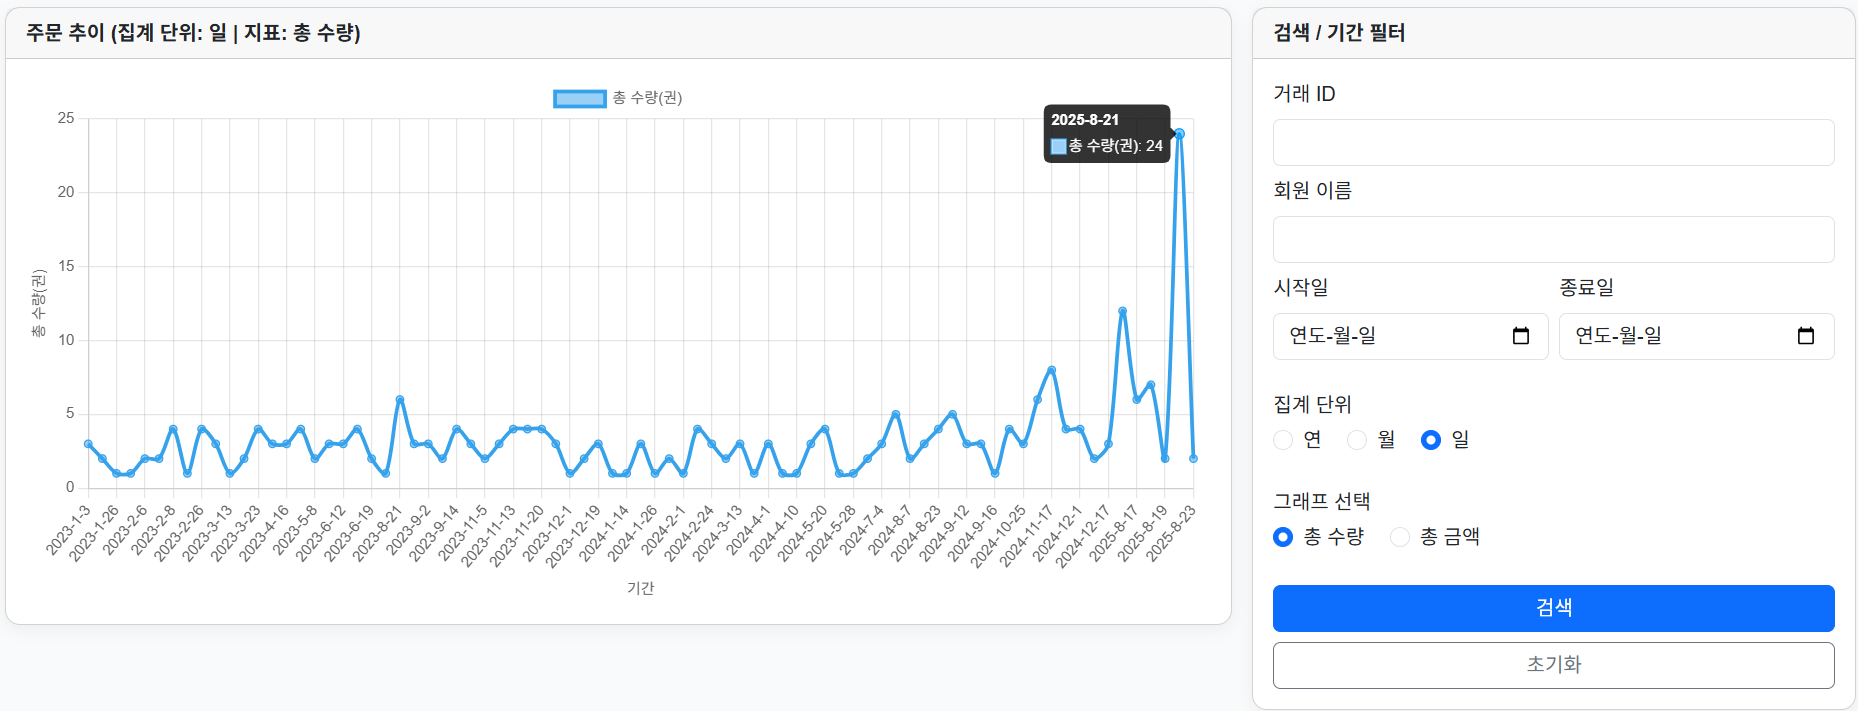 주문 추이 (집계 단위: 일 | 지표: 총 수량)
총 수량(권)
25
20
15
10
5
0
총 수량(권)
2025-8-21
총 수량(권): 24
2023-1-3
2023-1-26
2023-2-6
2023-2-8
2023-2-26
2023-3-13
2023-3-23
2023-4-16
2023-5-8
2023-6-12
2023-6-19
2023-8-21
2023-9-2
2023-9-14
2023-11-5
2023-11-13
2023-11-20
2023-12-1
2023-12-19
2024-1-14
2024-1-26
2024-2-1
2024-2-24
2024-3-13
2024-4-1
2024-4-10
2024-5-20
2024-5-28
2024-7-4
2024-8-7
2024-8-23
2024-9-12
2024-9-16
2024-10-25
2024-11-17
2024-12-1
2024-12-17
2025-8-17
2025-8-19
2025-8-23
기간
검색 / 기간 필터
거래 ID
회원 이름
시작일 종료일
연도-월-일 연도-월-일
집계 단위
연 월 일
그래프 선택
총 수량 총 금액
검색
초기화